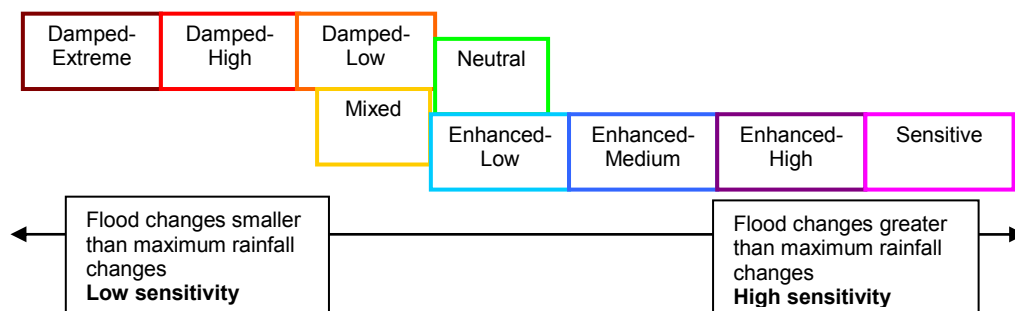 Damped-
Extreme
Damped-
High
Damped-
Low
Neutral
Mixed
Enhanced-
Low
Enhanced-
Medium
Enhanced-
High
Sensitive
Flood changes smaller
than maximum rainfall
changes
Low sensitivity
Flood changes greater
than maximum rainfall
changes
High sensitivity